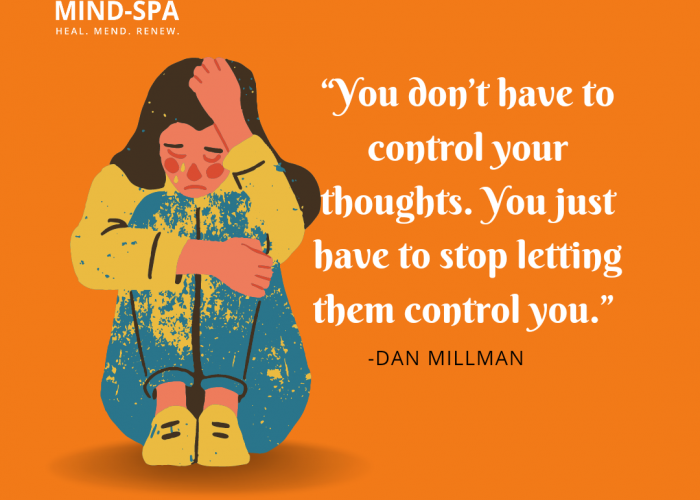 MIND-SPA
HEAL. MEND. RENEW.
“You don’t have to
control your
thoughts. You just
have to stop letting
them control you.”
-DAN MILLMAN